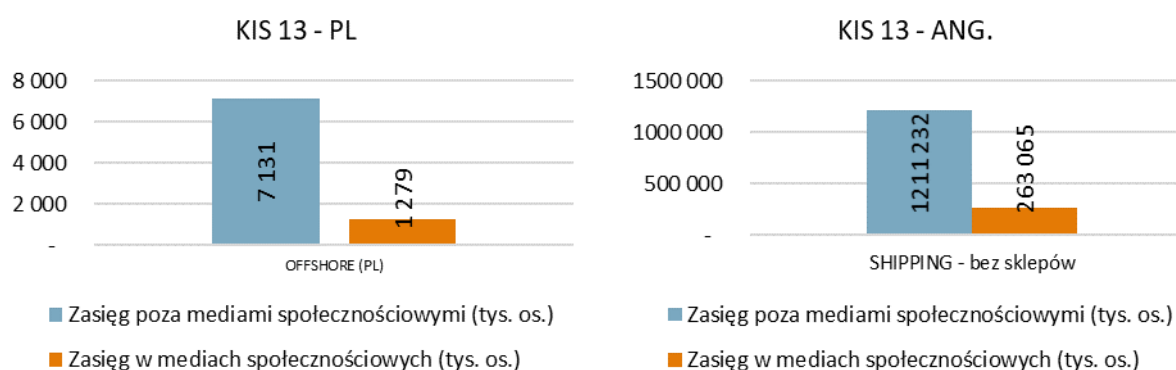 KIS 13 - PL
8 000
6 000
4 000
2 000
-
7 131
1 279
OFFSHORE (PL)
Zasięg poza mediami społecznościowymi (tys. os.)
Zasięg w mediach społecznościowych (tys. os.)
KIS 13 - ANG.
1500 000
1000 000
500 000
-
1211 232
263 065
SHIPPING - bez sklepów
Zasięg poza mediami społecznościowymi (tys. os.)
Zasięg w mediach społecznościowych (tys. os.)